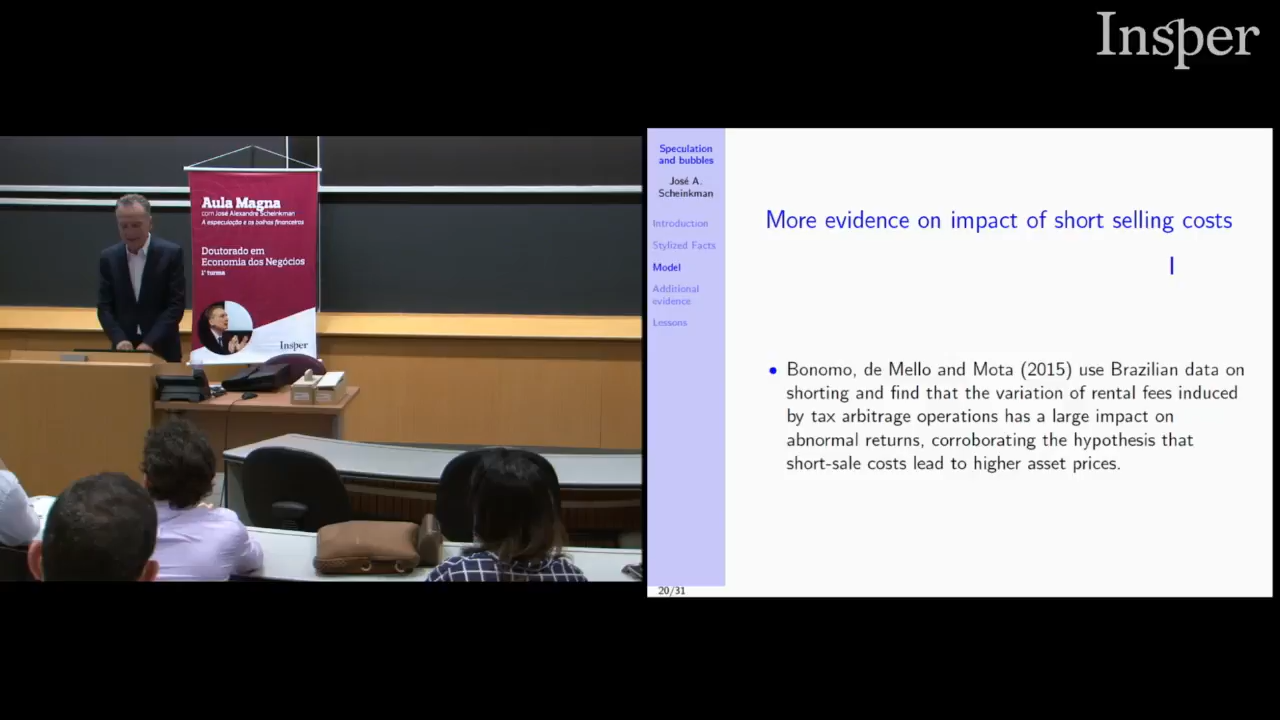 Insper
Aula Magna
com José Alexandre Scheinkman
A especulação e as bolhas financeiras
Doutorado em
Economia dos Negócios
1ª turma
Insper
Speculation
and bubbles
José A.
Scheinkman
Introduction
Stylized Facts
Model
Additional
evidence
Lessons
20/31
More evidence on impact of short selling costs
• Bonomo, de Mello and Mota (2015) use Brazilian data on
shorting and find that the variation of rental fees induced
by tax arbitrage operations has a large impact on
abnormal returns, corroborating the hypothesis that
short-sale costs lead to higher asset prices.